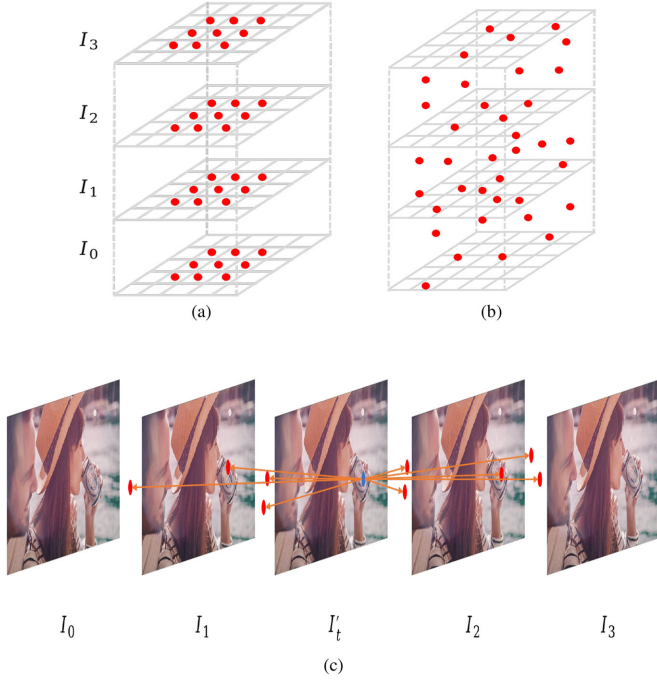 I₃
I₂
I₁
I₀
(a)
(b)
I₀ I₁ I′ₜ I₂ I₃
(c)